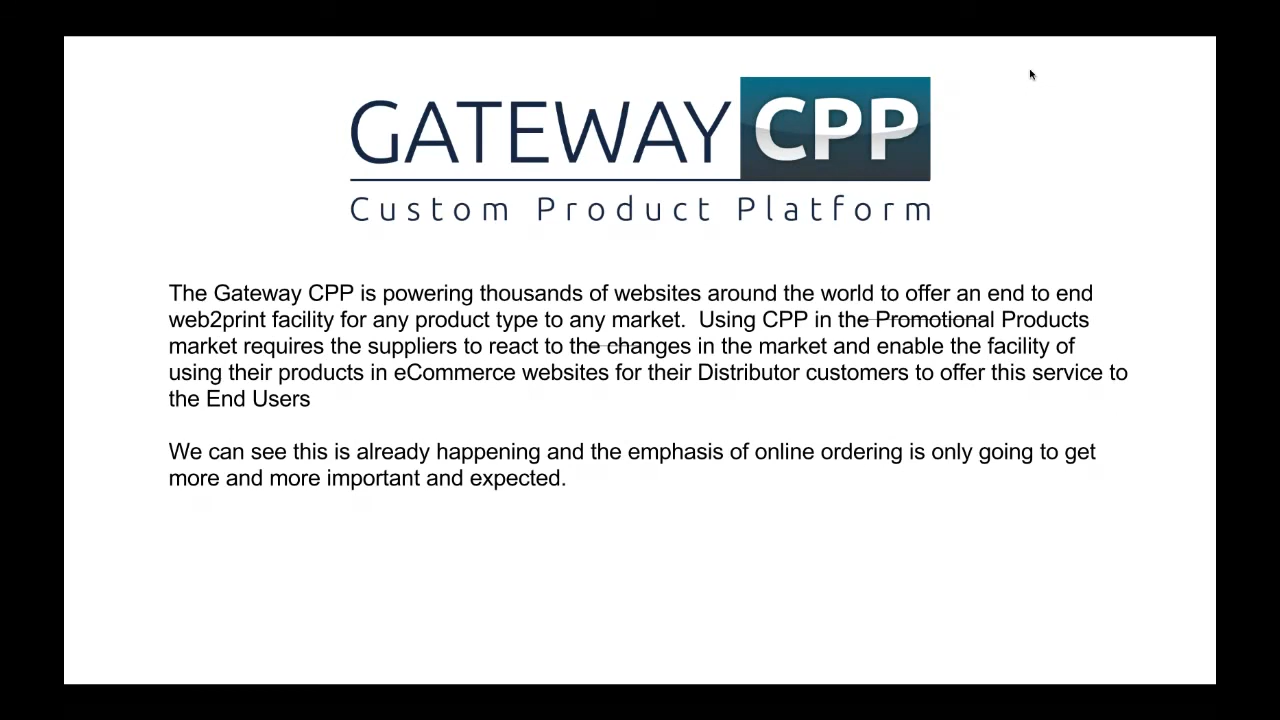 GATEWAY CPP
Custom Product Platform
The Gateway CPP is powering thousands of websites around the world to offer an end to end
web2print facility for any product type to any market.  Using CPP in the Promotional Products
market requires the suppliers to react to the changes in the market and enable the facility of
using their products in eCommerce websites for their Distributor customers to offer this service to
the End Users
We can see this is already happening and the emphasis of online ordering is only going to get
more and more important and expected.